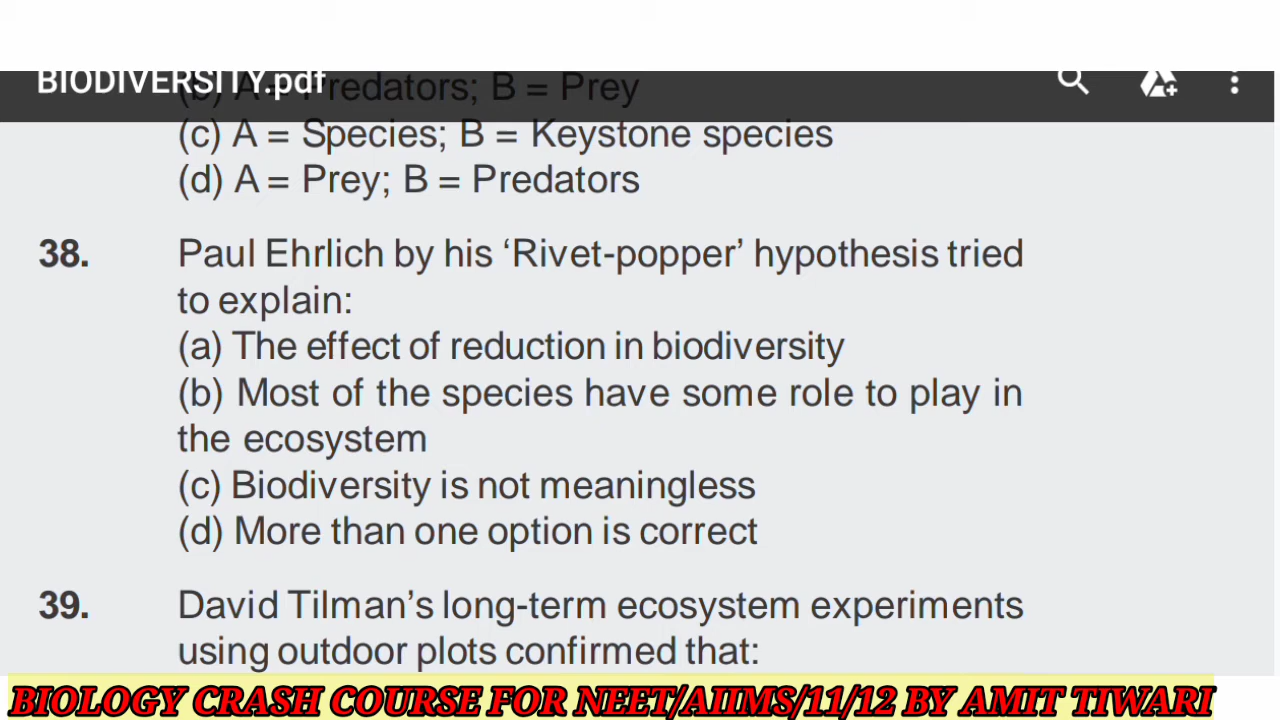 BIODIVERSITY.pdf
(b) A = Predators; B = Prey
(c) A = Species; B = Keystone species
(d) A = Prey; B = Predators
38. Paul Ehrlich by his ‘Rivet-popper’ hypothesis tried
to explain:
(a) The effect of reduction in biodiversity
(b) Most of the species have some role to play in
the ecosystem
(c) Biodiversity is not meaningless
(d) More than one option is correct
39. David Tilman’s long-term ecosystem experiments
using outdoor plots confirmed that:
BIOLOGY CRASH COURSE FOR NEET/AIIMS/11/12 BY AMIT TIWARI